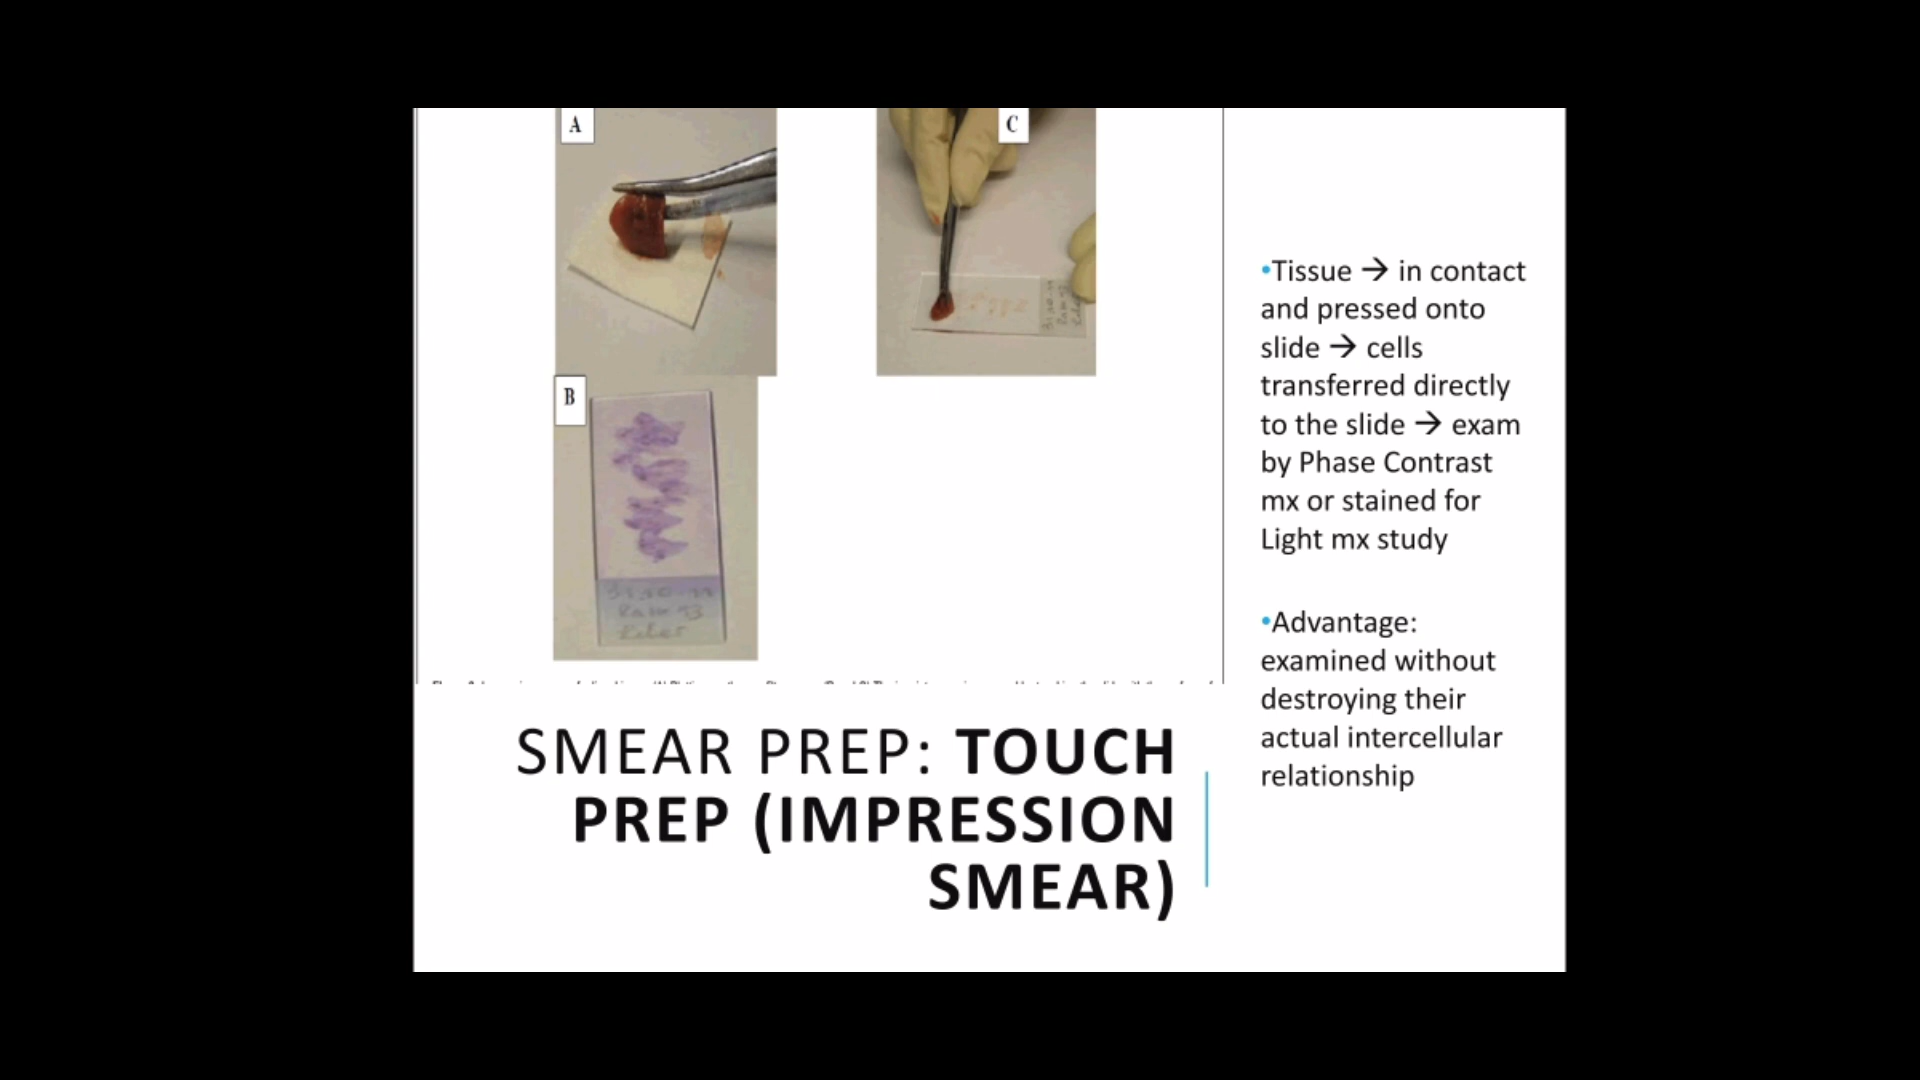 A
C
B
•Tissue → in contact
and pressed onto
slide → cells
transferred directly
to the slide → exam
by Phase Contrast
mx or stained for
Light mx study
•Advantage:
examined without
destroying their
actual intercellular
relationship
SMEAR PREP: TOUCH
PREP (IMPRESSION
SMEAR)